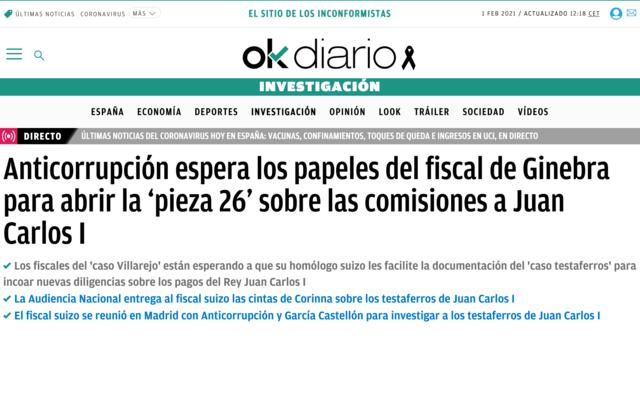 ÚLTIMAS NOTICIAS CORONAVIRUS MÁS
EL SITIO DE LOS INCONFORMISTAS
1 FEB 2021 / ACTUALIZADO 12:18 CET
okdiario
INVESTIGACIÓN
ESPAÑA ECONOMÍA DEPORTES INVESTIGACIÓN OPINIÓN LOOK TRÁILER SOCIEDAD VÍDEOS
DIRECTO ÚLTIMAS NOTICIAS DEL CORONAVIRUS HOY EN ESPAÑA: VACUNAS, CONFINAMIENTOS, TOQUES DE QUEDA E INGRESOS EN UCI, EN DIRECTO
Anticorrupción espera los papeles del fiscal de Ginebra
para abrir la ‘pieza 26’ sobre las comisiones a Juan
Carlos I
Los fiscales del 'caso Villarejo' están esperando a que su homólogo suizo les facilite la documentación del 'caso testaferros' para
incoar nuevas diligencias sobre los pagos del Rey Juan Carlos I
La Audiencia Nacional entrega al fiscal suizo las cintas de Corinna sobre los testaferros de Juan Carlos I
El fiscal suizo se reunió en Madrid con Anticorrupción y García Castellón para investigar a los testaferros de Juan Carlos I